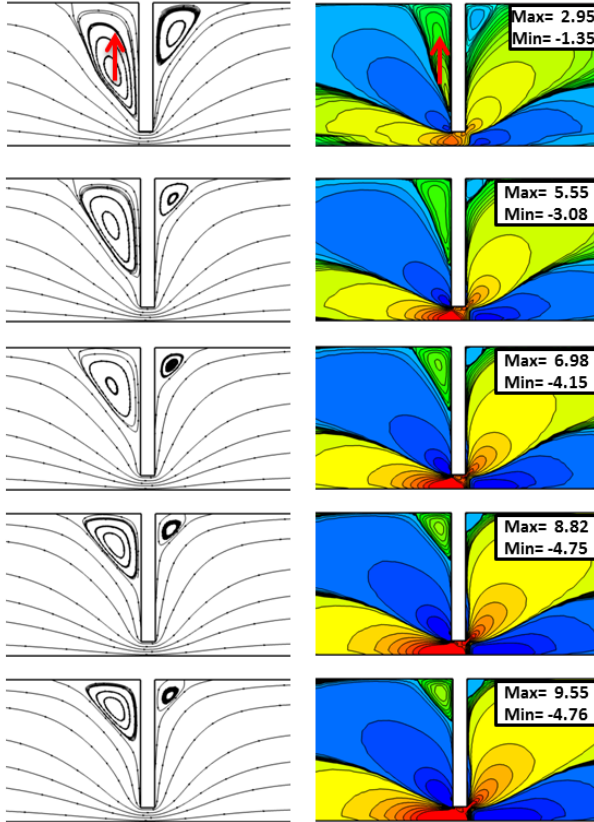 Max= 2.95
Min= -1.35
Max= 5.55
Min= -3.08
Max= 6.98
Min= -4.15
Max= 8.82
Min= -4.75
Max= 9.55
Min= -4.76